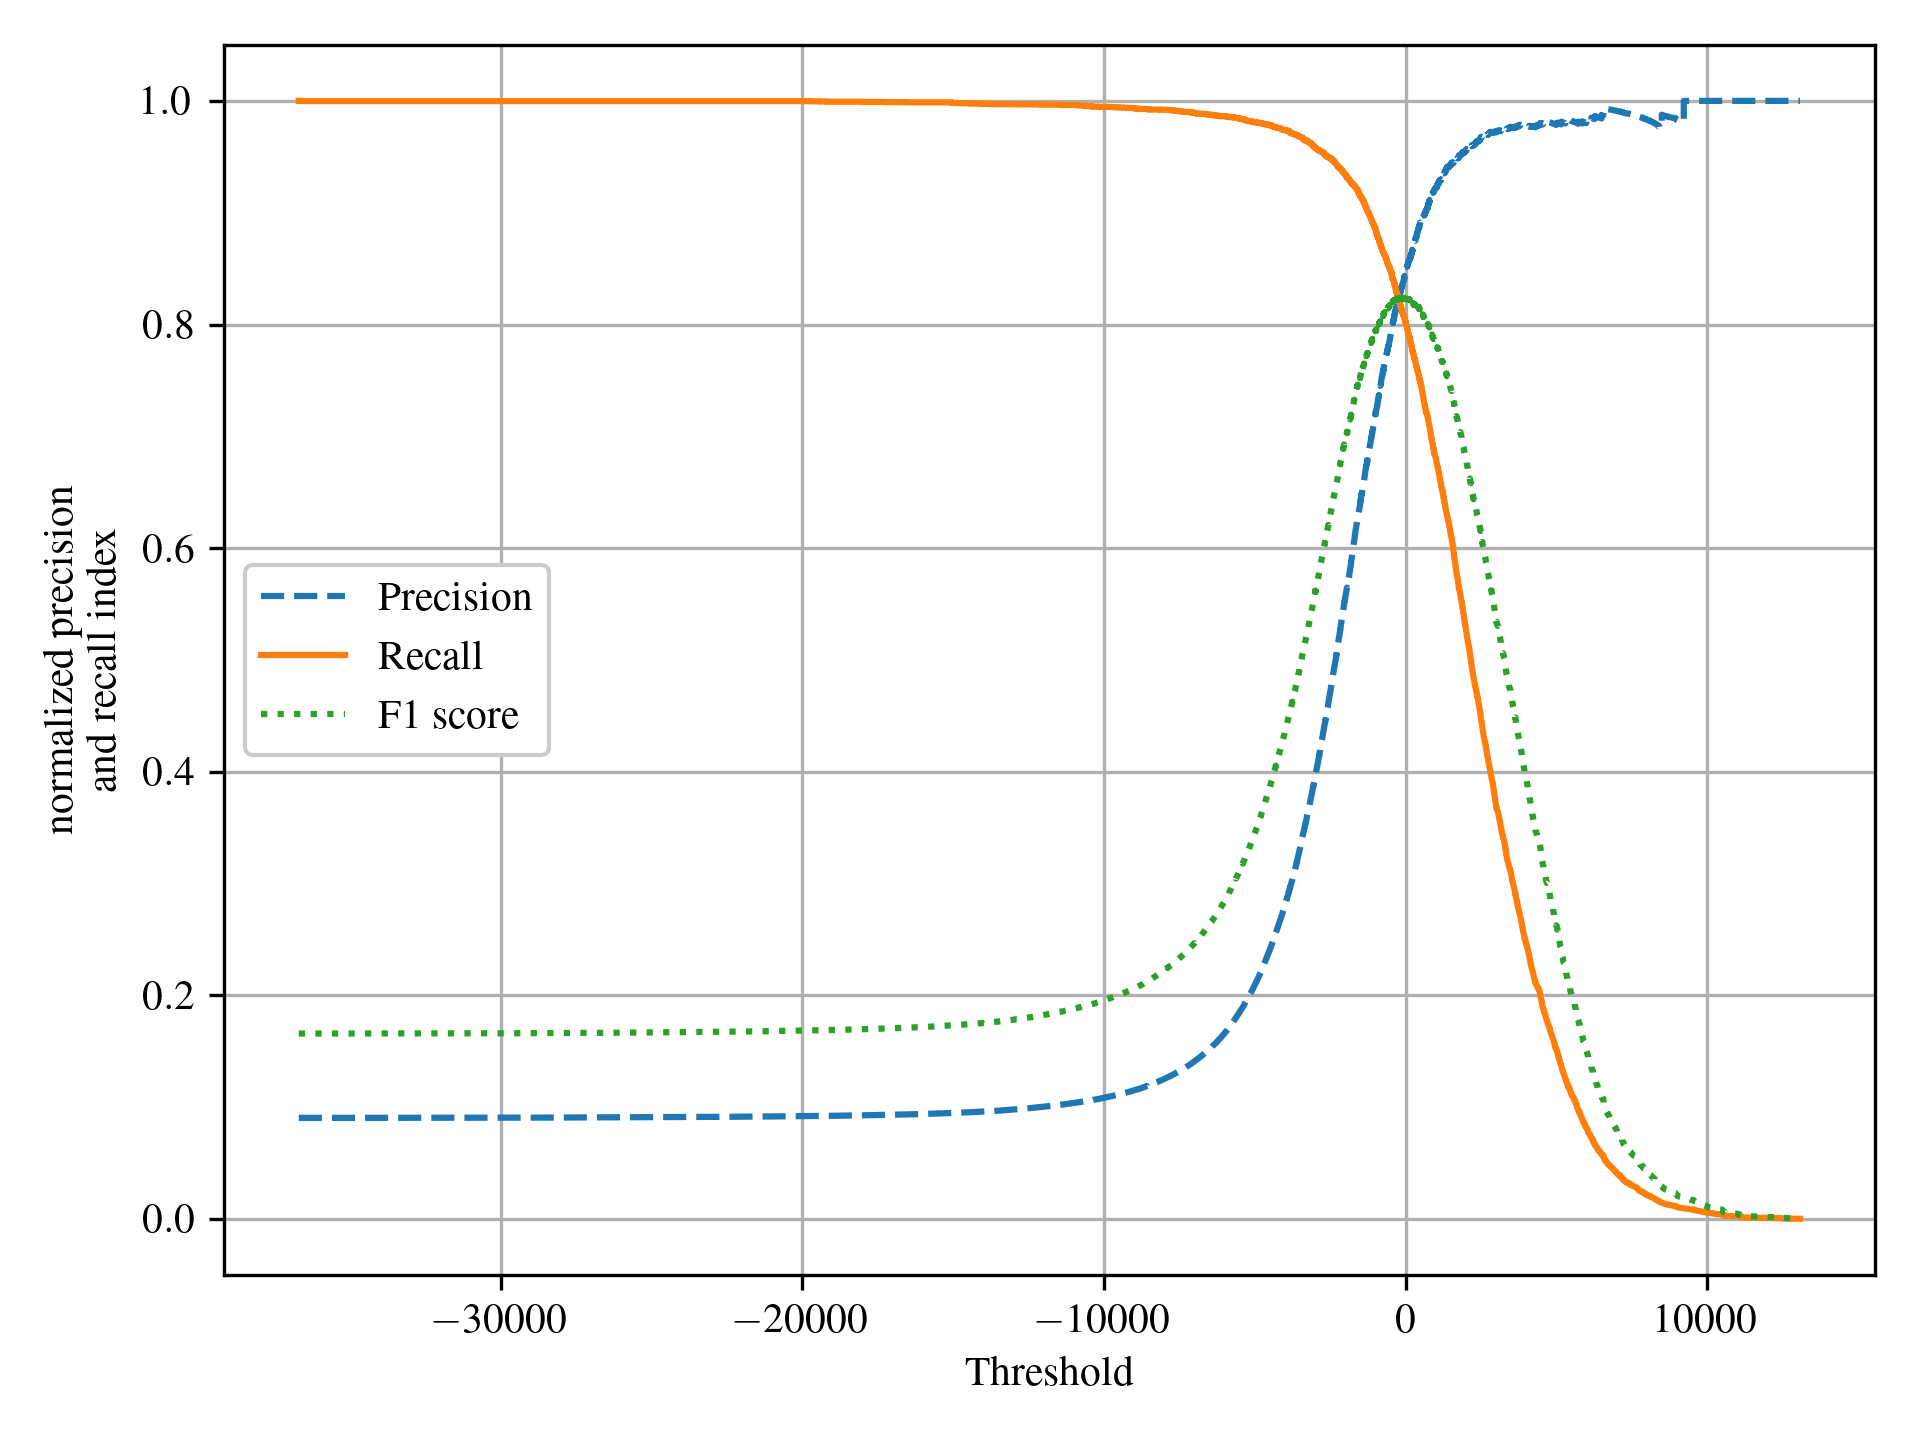 1.0
0.8
0.6
0.4
0.2
0.0
normalized precision
and recall index
Precision
Recall
F1 score
−30000 −20000 −10000 0 10000
Threshold